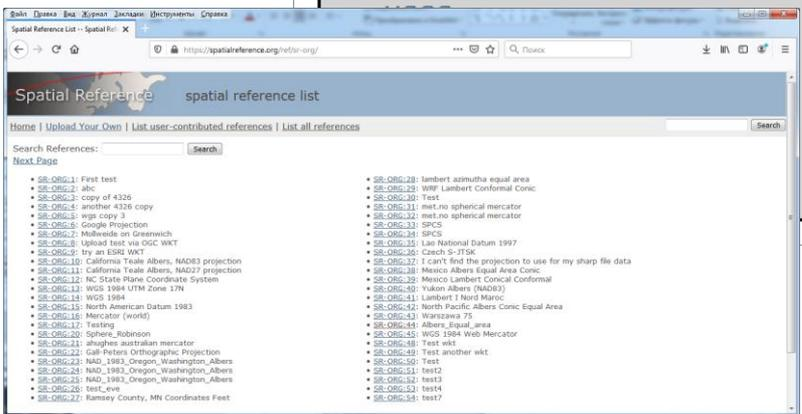 Файл Правка Вид Журнал Закладки Инструменты Справка
Spatial Reference List -- Spatial Re
https://spatialreference.org/ref/sr-org/
Поиск
Spatial Reference spatial reference list
Home | Upload Your Own | List user-contributed references | List all references
Search
Search References: Search
Next Page
SR-ORG:1: First test
SR-ORG:2: abc
SR-ORG:3: copy of 4326
SR-ORG:4: another 4326 copy
SR-ORG:5: wgs copy 3
SR-ORG:6: Google Projection
SR-ORG:7: Mollweide on Greenwich
SR-ORG:8: Upload test via OGC WKT
SR-ORG:9: try an ESRI WKT
SR-ORG:10: California Teale Albers, NAD83 projection
SR-ORG:11: California Teale Albers, NAD27 projection
SR-ORG:12: NC State Plane Coordinate System
SR-ORG:13: WGS 1984 UTM Zone 17N
SR-ORG:14: WGS 1984
SR-ORG:15: North American Datum 1983
SR-ORG:16: Mercator (world)
SR-ORG:17: Testing
SR-ORG:20: Sphere_Robinson
SR-ORG:21: ahughes australian mercator
SR-ORG:22: Gall-Peters Orthographic Projection
SR-ORG:23: NAD_1983_Oregon_Washington_Albers
SR-ORG:24: NAD_1983_Oregon_Washington_Albers
SR-ORG:25: NAD_1983_Oregon_Washington_Albers
SR-ORG:26: test_eve
SR-ORG:27: Ramsey County, MN Coordinates Feet
SR-ORG:28: lambert azimutha equal area
SR-ORG:29: WRF Lambert Conformal Conic
SR-ORG:30: Test
SR-ORG:31: met.no spherical mercator
SR-ORG:32: met.no spherical mercator
SR-ORG:33: SPCS
SR-ORG:34: SPCS
SR-ORG:35: Lao National Datum 1997
SR-ORG:36: Czech S-JTSK
SR-ORG:37: I can't find the projection to use for my sharp file data
SR-ORG:38: Mexico Albers Equal Area Conic
SR-ORG:39: Mexico Lambert Conical Conformal
SR-ORG:40: Yukon Albers (NAD83)
SR-ORG:41: Lambert I Nord Maroc
SR-ORG:42: North Pacific Albers Conic Equal Area
SR-ORG:43: Warszawa 75
SR-ORG:44: Albers_Equal_area
SR-ORG:45: WGS 1984 Web Mercator
SR-ORG:48: Test wkt
SR-ORG:49: Test another wkt
SR-ORG:50: Test
SR-ORG:51: test2
SR-ORG:52: test3
SR-ORG:53: test4
SR-ORG:54: test7